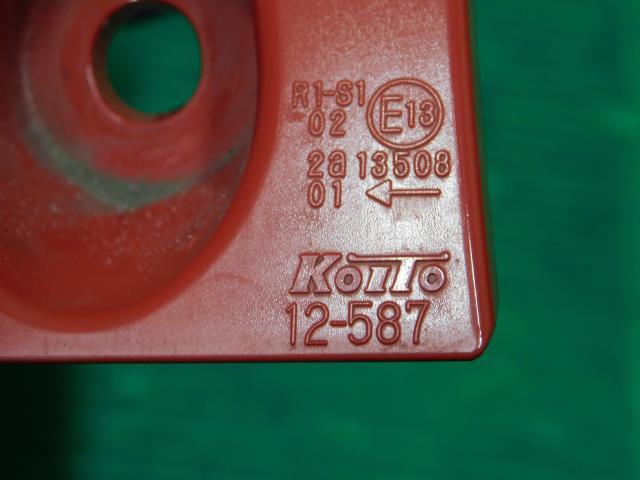 R1-S1
02 E13
2a 13508
01 ←
KoiTo
12-587